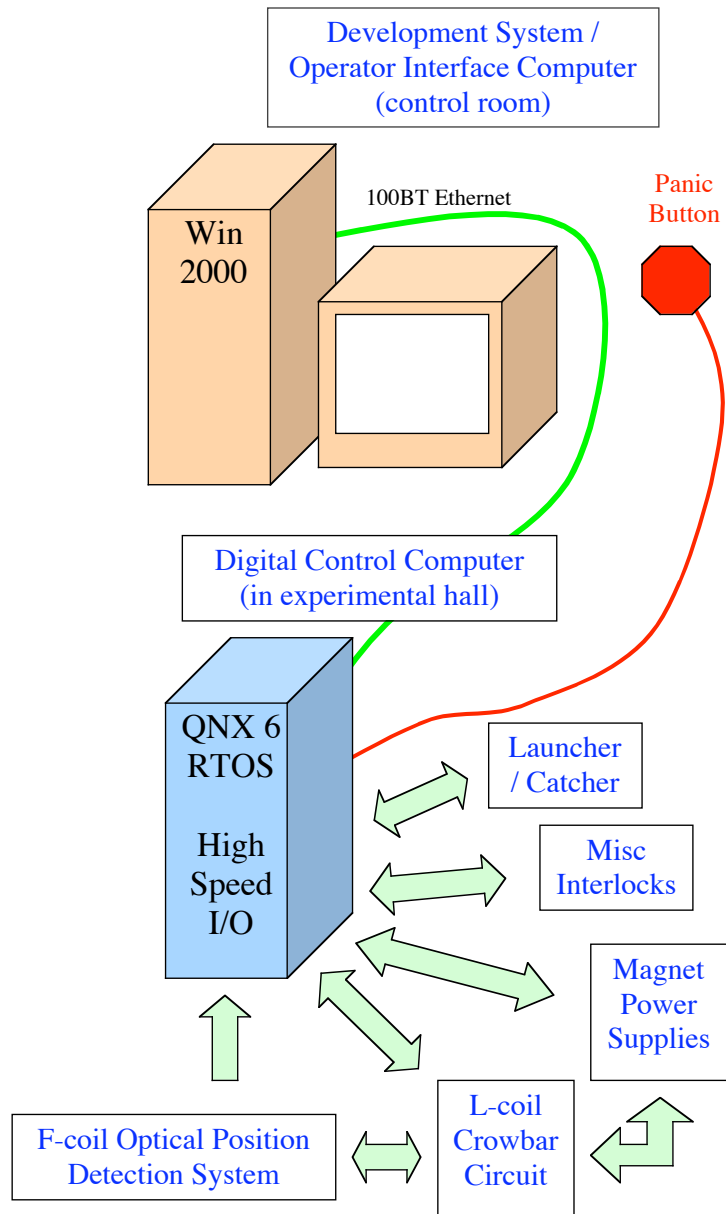 Development System /
Operator Interface Computer
(control room)
100BT Ethernet
Panic
Button
Win
2000
Digital Control Computer
(in experimental hall)
QNX 6
RTOS
High
Speed
I/O
Launcher
/ Catcher
Misc
Interlocks
Magnet
Power
Supplies
F-coil Optical Position
Detection System
L-coil
Crowbar
Circuit